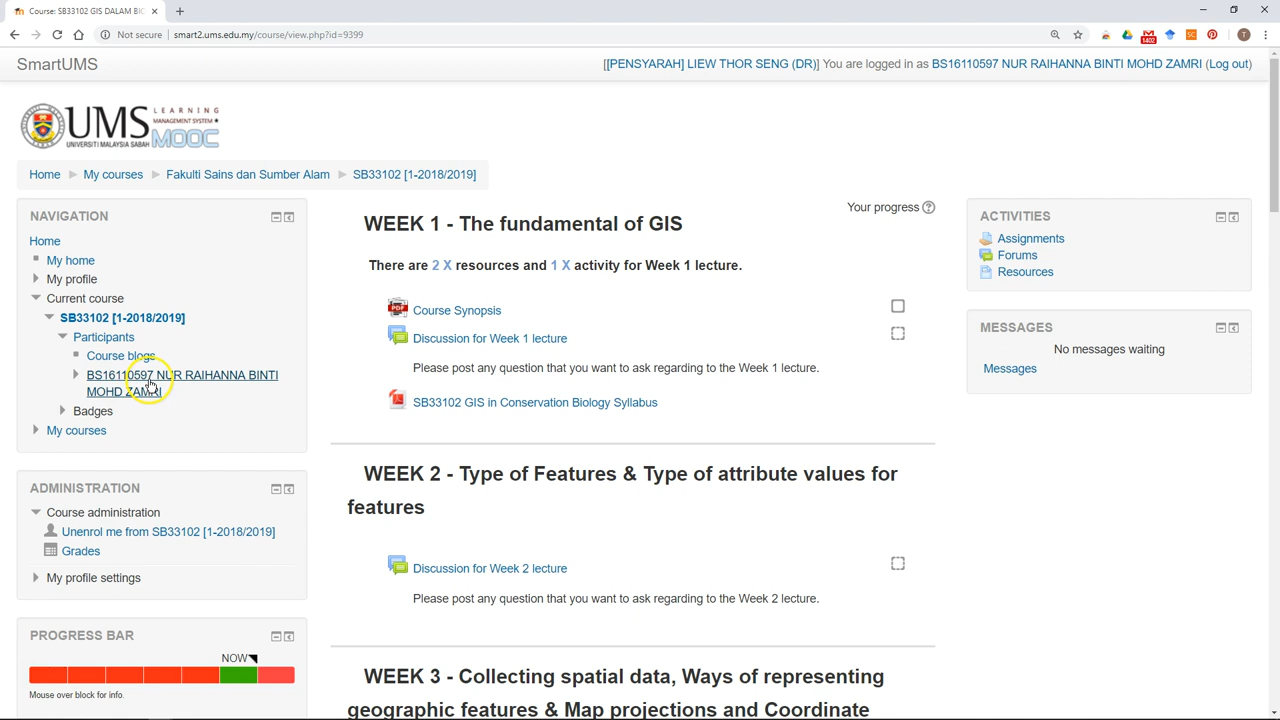 Course: SB33102 GIS DALAM BIO
Not secure | smart2.ums.edu.my/course/view.php?id=9399
1402
SC
T
SmartUMS
[[PENSYARAH] LIEW THOR SENG (DR)] You are logged in as BS16110597 NUR RAIHANNA BINTI MOHD ZAMRI (Log out)
UMS LEARNING MANAGEMENT SYSTEM
UNIVERSITI MALAYSIA SABAH MOOC
Home My courses Fakulti Sains dan Sumber Alam SB33102 [1-2018/2019]
NAVIGATION
Home
My home
My profile
Current course
SB33102 [1-2018/2019]
Participants
Course blogs
BS16110597 NUR RAIHANNA BINTI
MOHD ZAMRI
Badges
My courses
ADMINISTRATION
Course administration
Unenrol me from SB33102 [1-2018/2019]
Grades
My profile settings
PROGRESS BAR
NOW
Mouse over block for info.
Your progress
WEEK 1 - The fundamental of GIS
There are 2 X resources and 1 X activity for Week 1 lecture.
PDF
Course Synopsis
Discussion for Week 1 lecture
Please post any question that you want to ask regarding to the Week 1 lecture.
SB33102 GIS in Conservation Biology Syllabus
WEEK 2 - Type of Features & Type of attribute values for
features
Discussion for Week 2 lecture
Please post any question that you want to ask regarding to the Week 2 lecture.
WEEK 3 - Collecting spatial data, Ways of representing
geographic features & Map projections and Coordinate
ACTIVITIES
Assignments
Forums
Resources
MESSAGES
No messages waiting
Messages